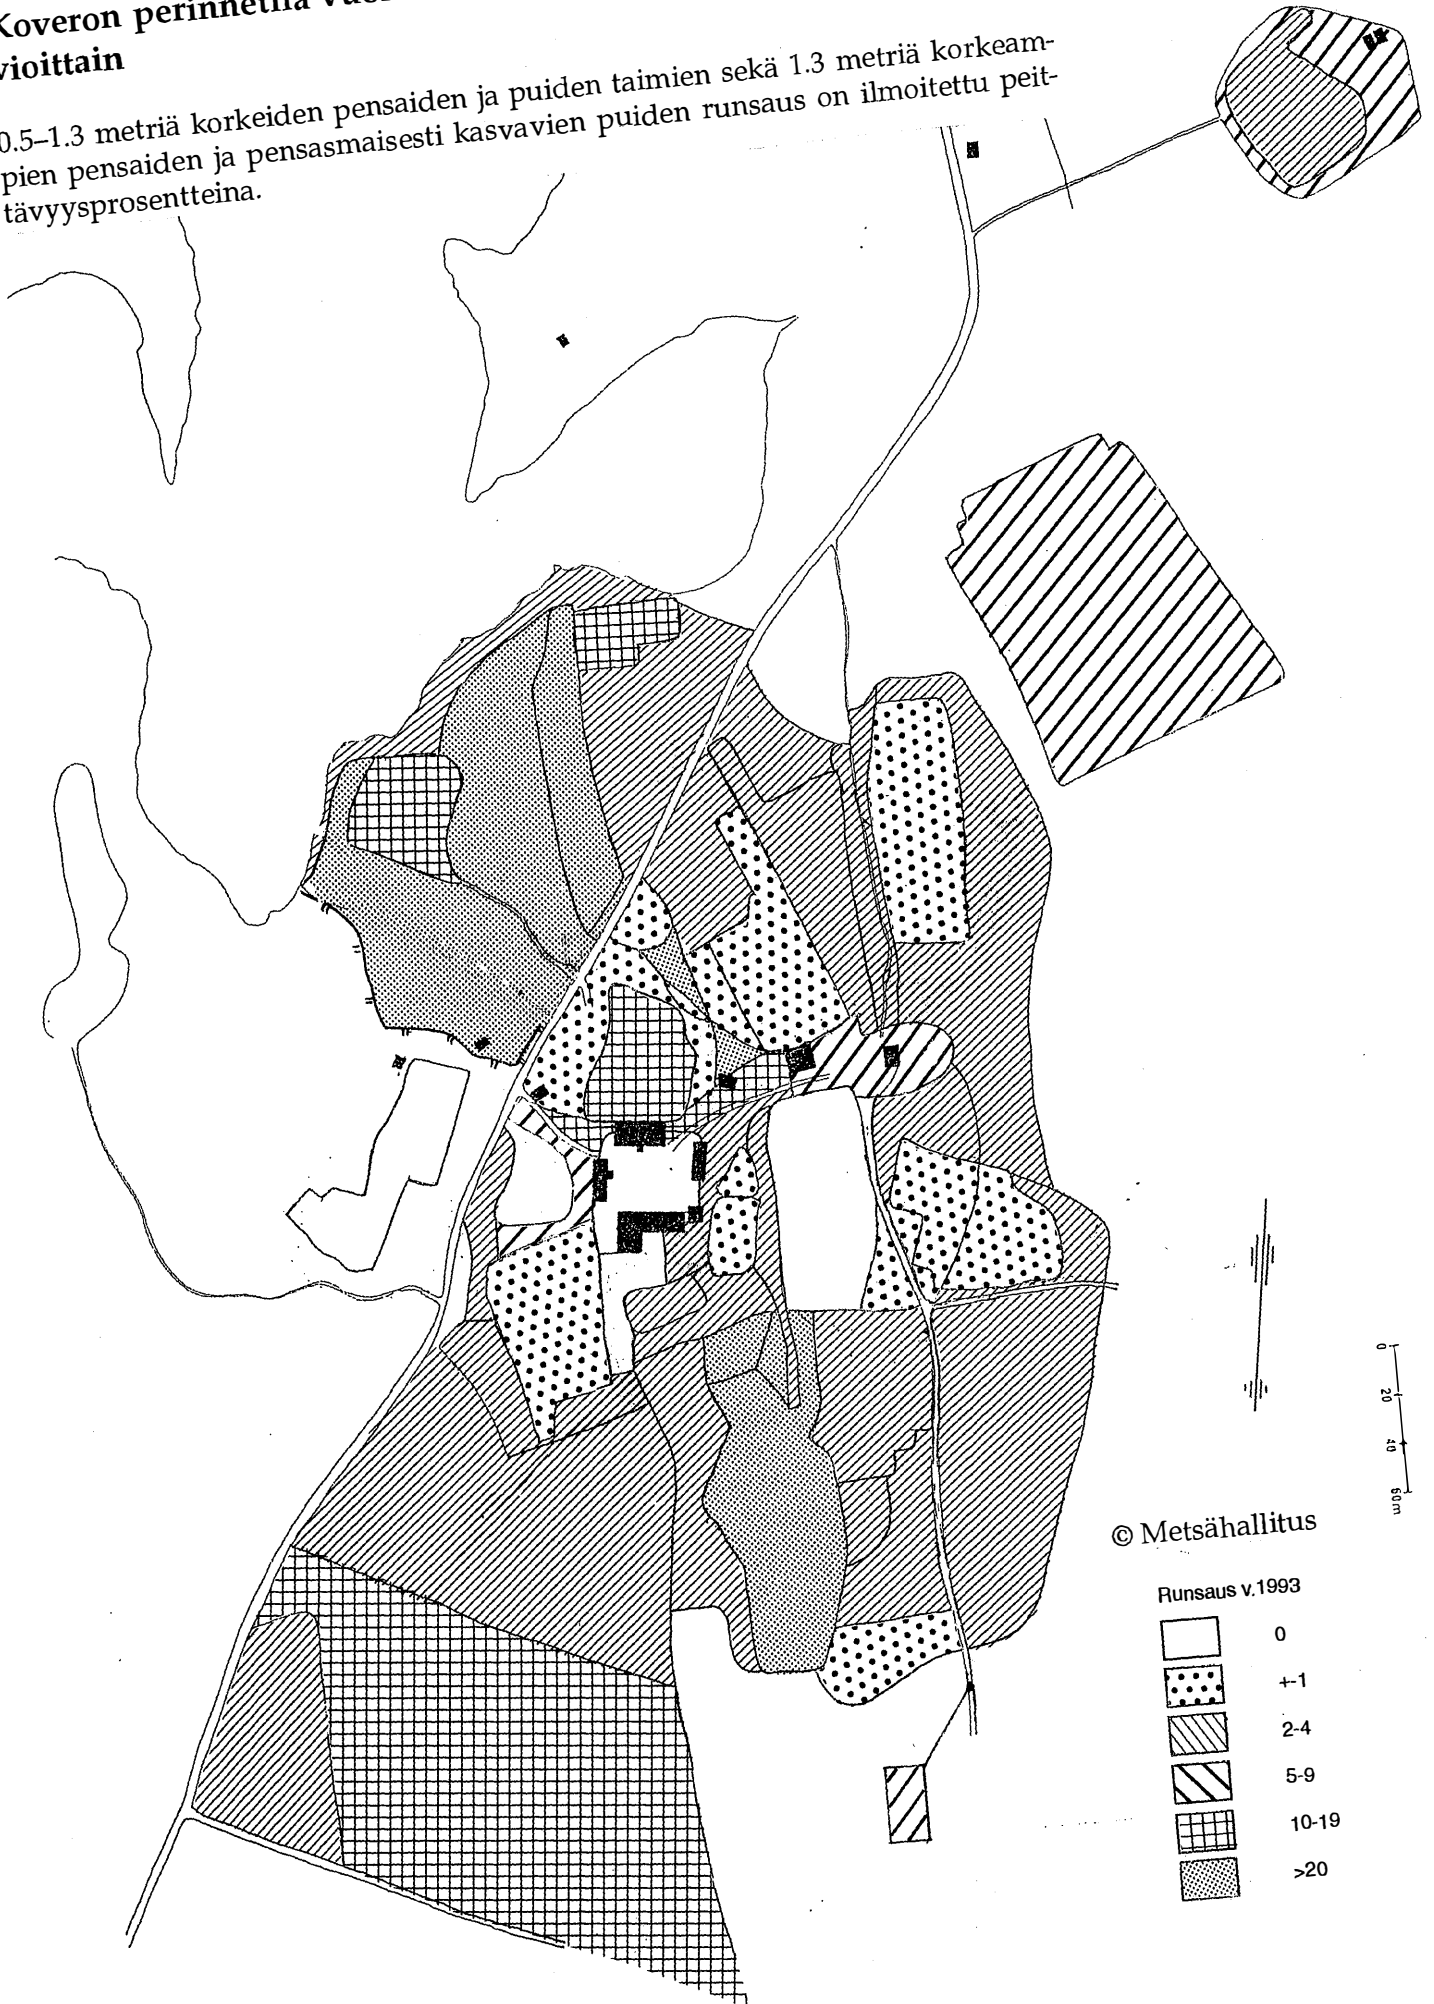 Koveron perinnetila
vioittain
0.5–1.3 metriä korkeiden pensaiden ja puiden taimien sekä 1.3 metriä korkeam-
pien pensaiden ja pensasmaisesti kasvavien puiden runsaus on ilmoitettu peit-
tävyysprosentteina.
0
20
40
60m
© Metsähallitus
Runsaus v.1993
0
+-1
2-4
5-9
10-19
>20